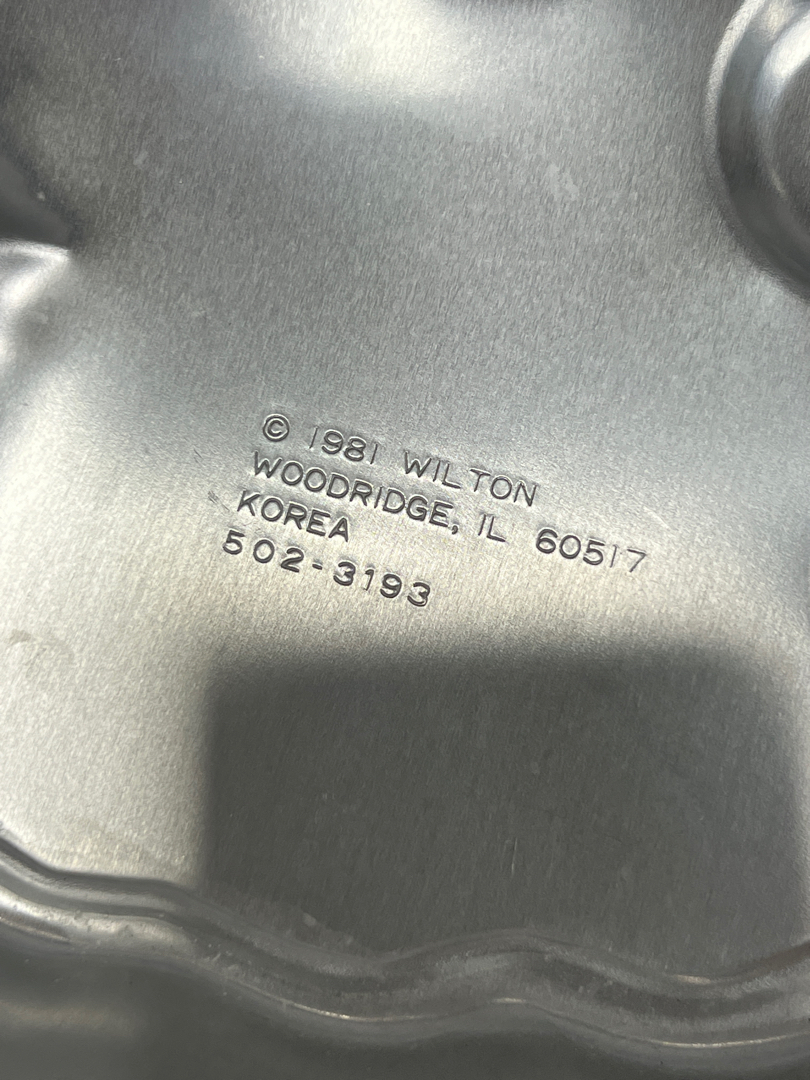 © 1981 WILTON
WOODRIDGE, IL 60517
KOREA
502-3193